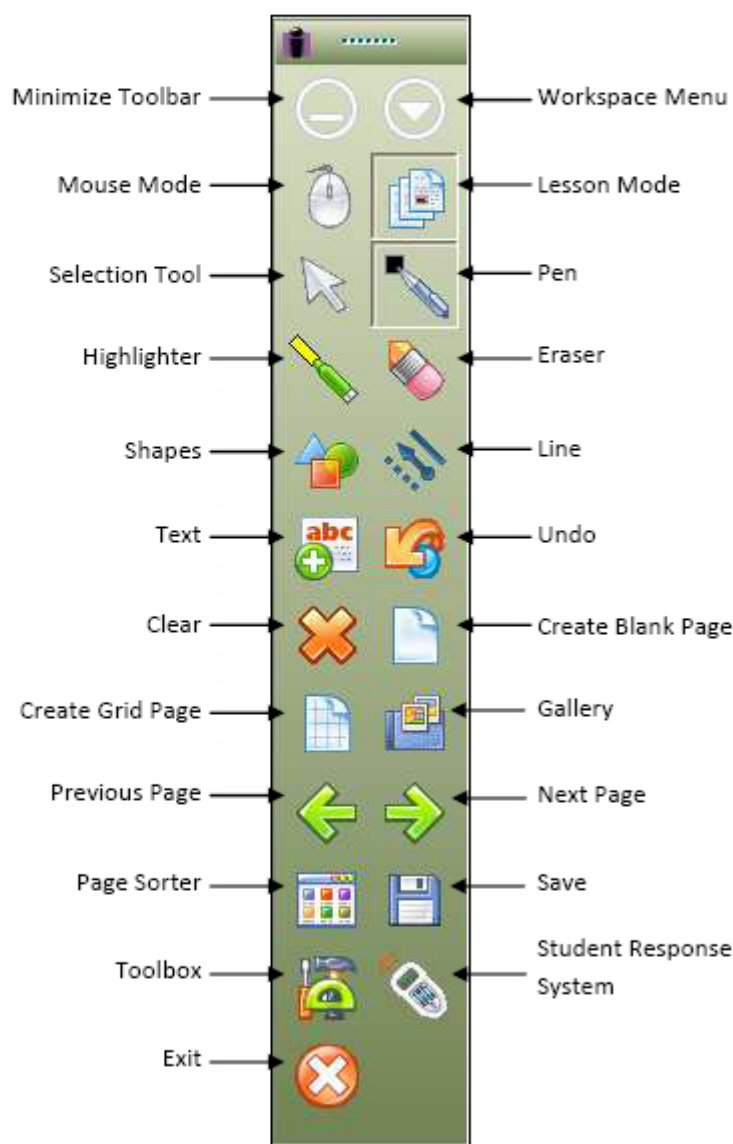 Minimize Toolbar
Workspace Menu
Mouse Mode
Lesson Mode
Selection Tool
Pen
Highlighter
Eraser
Shapes
Line
Text
abc
Undo
Clear
Create Blank Page
Create Grid Page
Gallery
Previous Page
Next Page
Page Sorter
Save
Toolbox
Student Response
System
Exit